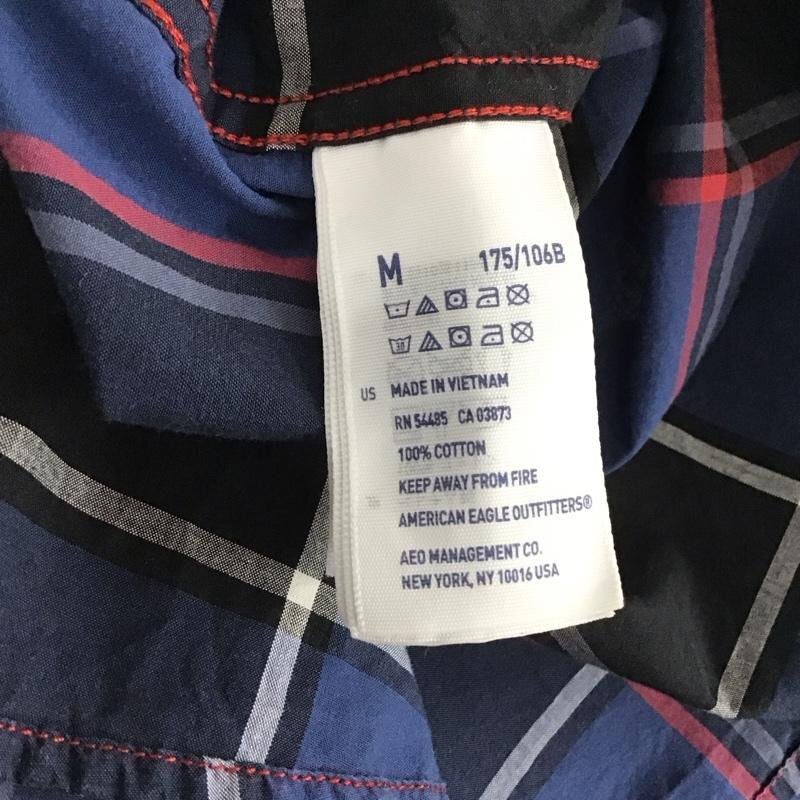 M 175/106B
30
US MADE IN VIETNAM
RN 54485 CA 03873
100% COTTON
KEEP AWAY FROM FIRE
AMERICAN EAGLE OUTFITTERS®
AEO MANAGEMENT CO.
NEW YORK, NY 10016 USA